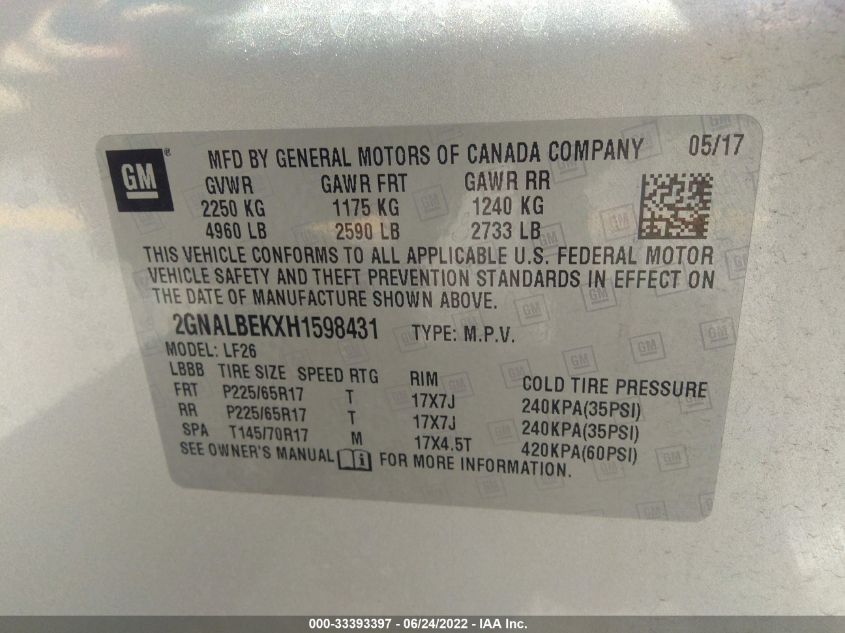 GM ® MFD BY GENERAL MOTORS OF CANADA COMPANY 05/17
GVWR GAWR FRT GAWR RR
2250 KG 1175 KG 1240 KG
4960 LB 2590 LB 2733 LB
THIS VEHICLE CONFORMS TO ALL APPLICABLE U.S. FEDERAL MOTOR
VEHICLE SAFETY AND THEFT PREVENTION STANDARDS IN EFFECT ON
THE DATE OF MANUFACTURE SHOWN ABOVE.
2GNALBEKXH1598431 TYPE: M.P.V.
MODEL: LF26
LBBB TIRE SIZE SPEED RTG RIM COLD TIRE PRESSURE
FRT P225/65R17 T 17X7J 240KPA(35PSI)
RR P225/65R17 T 17X7J 240KPA(35PSI)
SPA T145/70R17 M 17X4.5T 420KPA(60PSI)
SEE OWNER'S MANUAL FOR MORE INFORMATION.
000-33393397 - 06/24/2022 - IAA Inc.